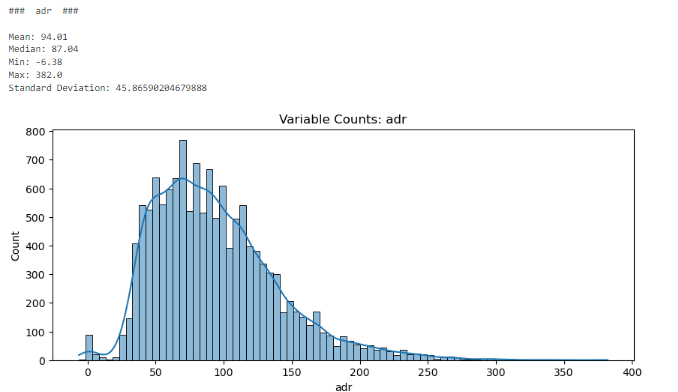 ### adr ###
Mean: 94.01
Median: 87.04
Min: -6.38
Max: 382.0
Standard Deviation: 45.86590204679888
Variable Counts: adr
800
700
600
500
400
300
200
100
0
Count
0 50 100 150 200 250 300 350 400
adr